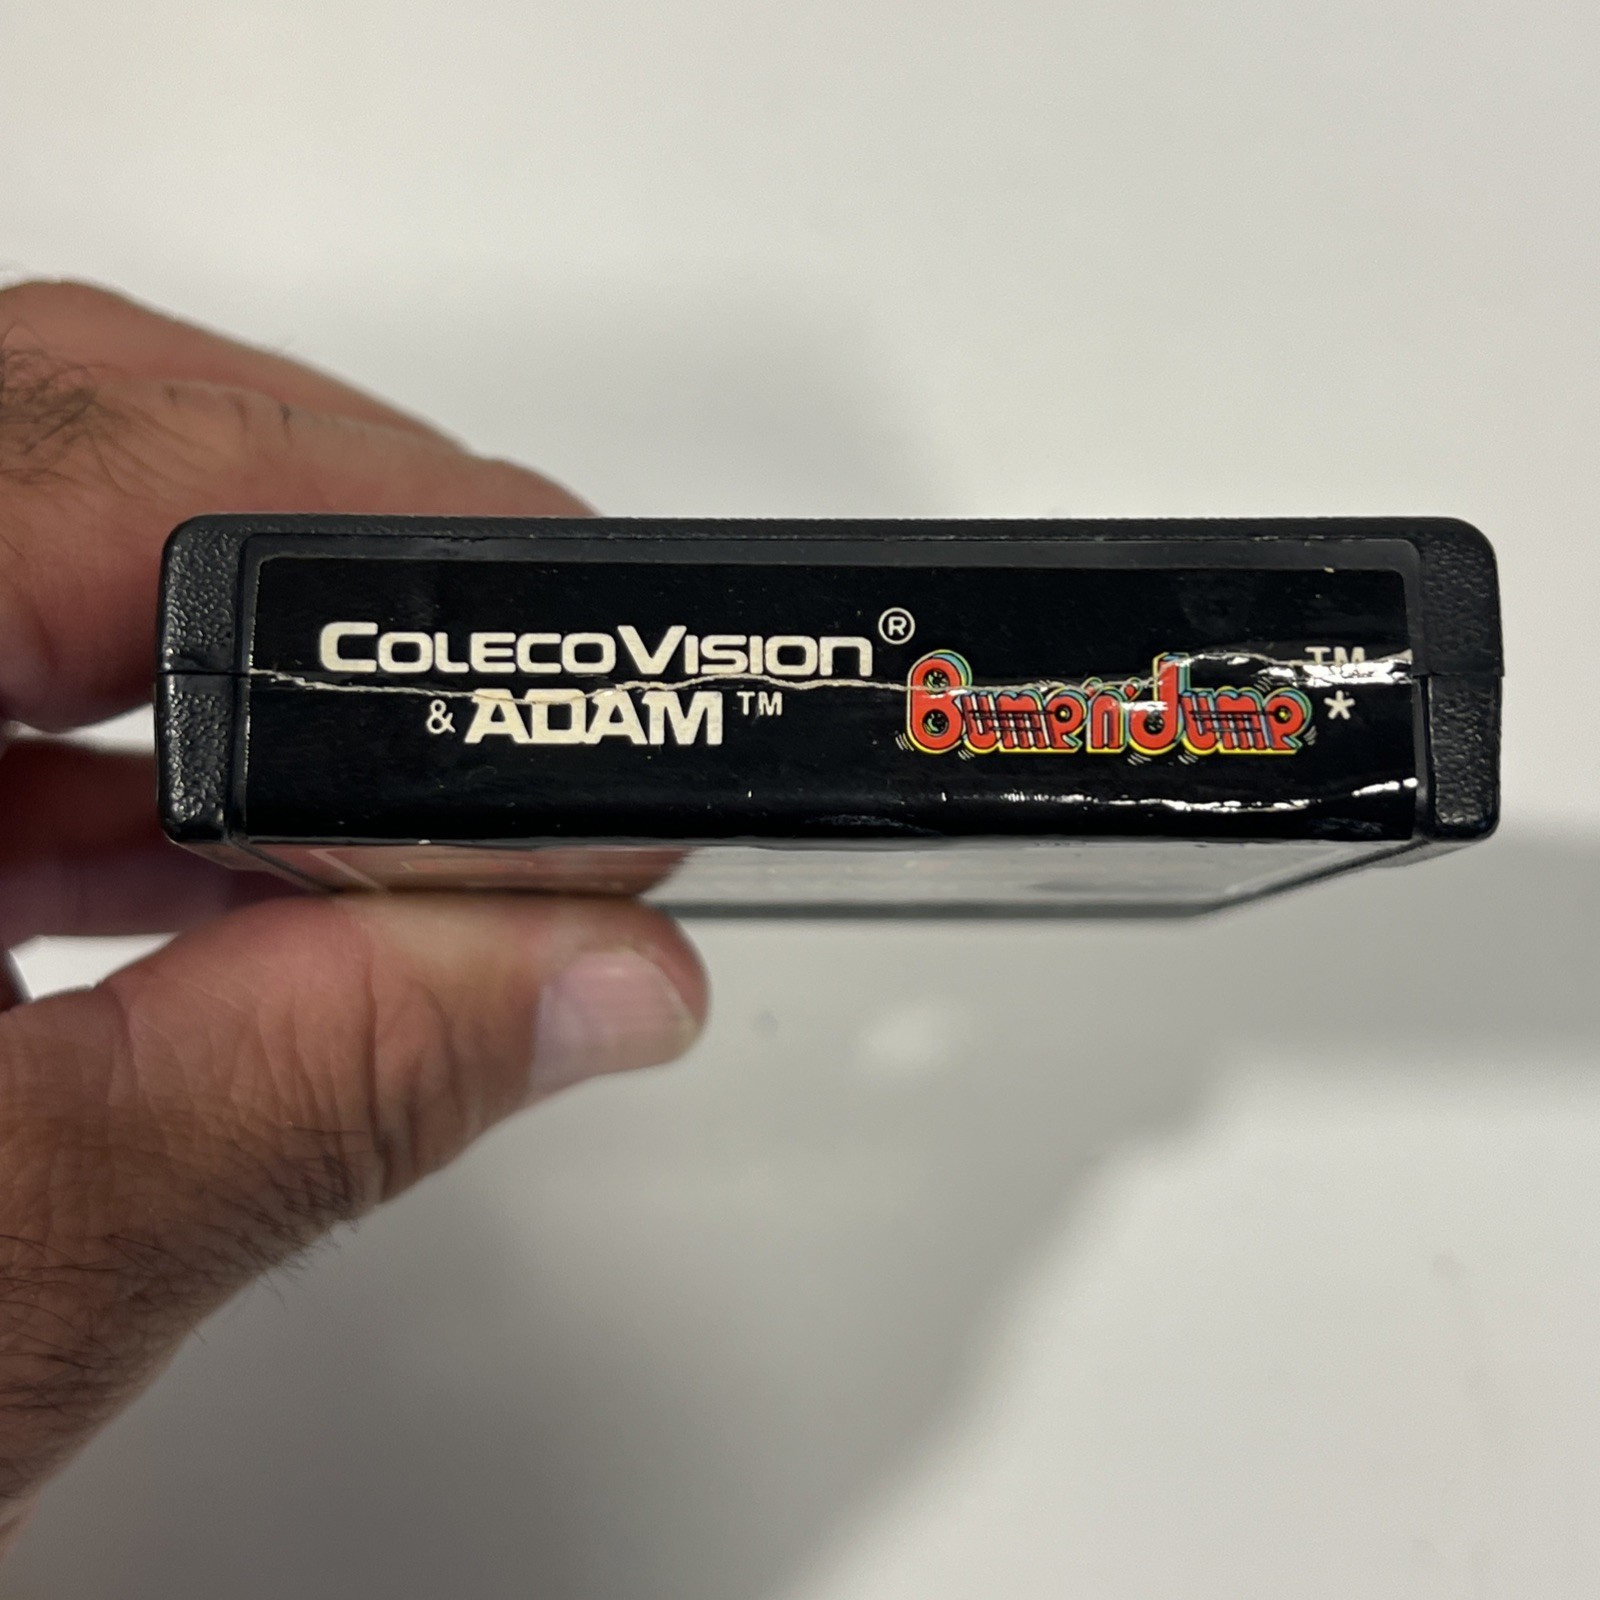 COLECOVISION®
& ADAM™
Bump'n'Jump™*